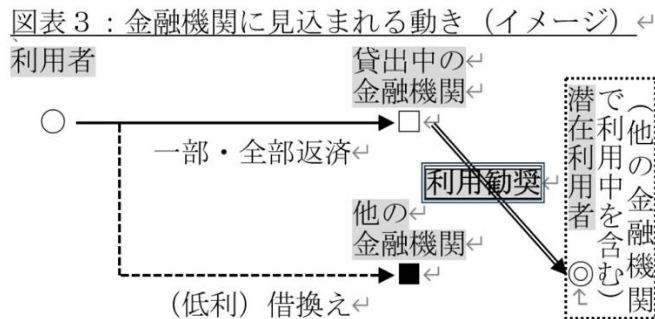 図表３：金融機関に見込まれる動き（イメージ）
利用者
貸出中の
金融機関
一部・全部返済
利用勧奨
他の
金融機関
（低利）借換え
潜在利用者
（他の金融機関
で利用中を含む）